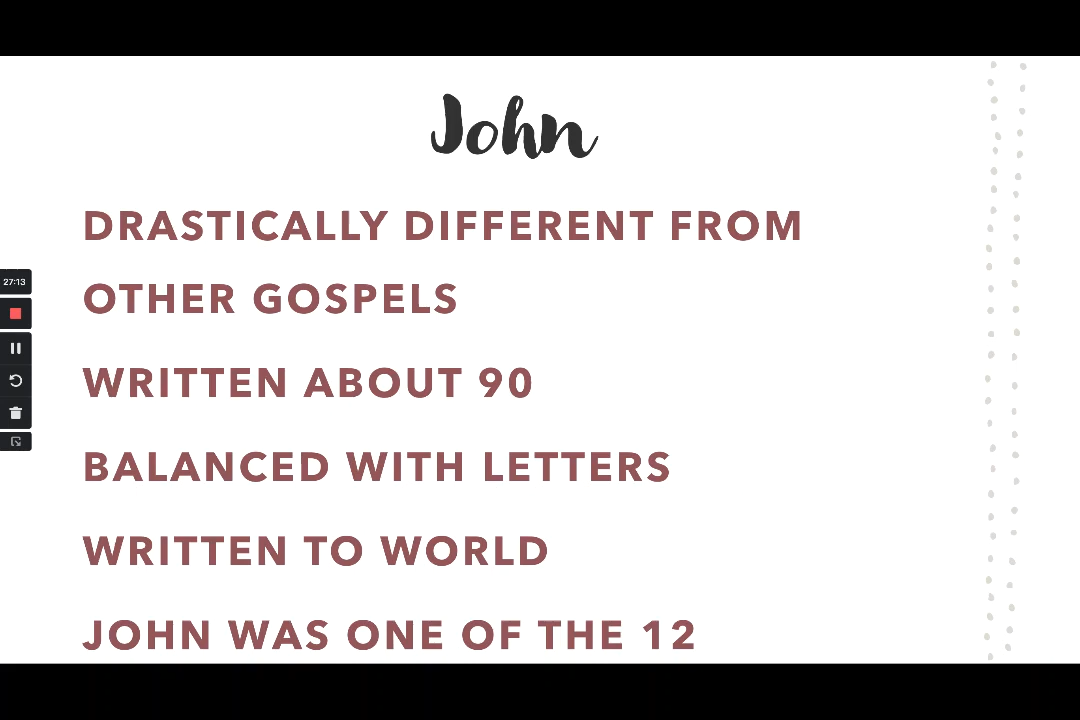 John
DRASTICALLY DIFFERENT FROM
OTHER GOSPELS
27:13
WRITTEN ABOUT 90
BALANCED WITH LETTERS
WRITTEN TO WORLD
JOHN WAS ONE OF THE 12